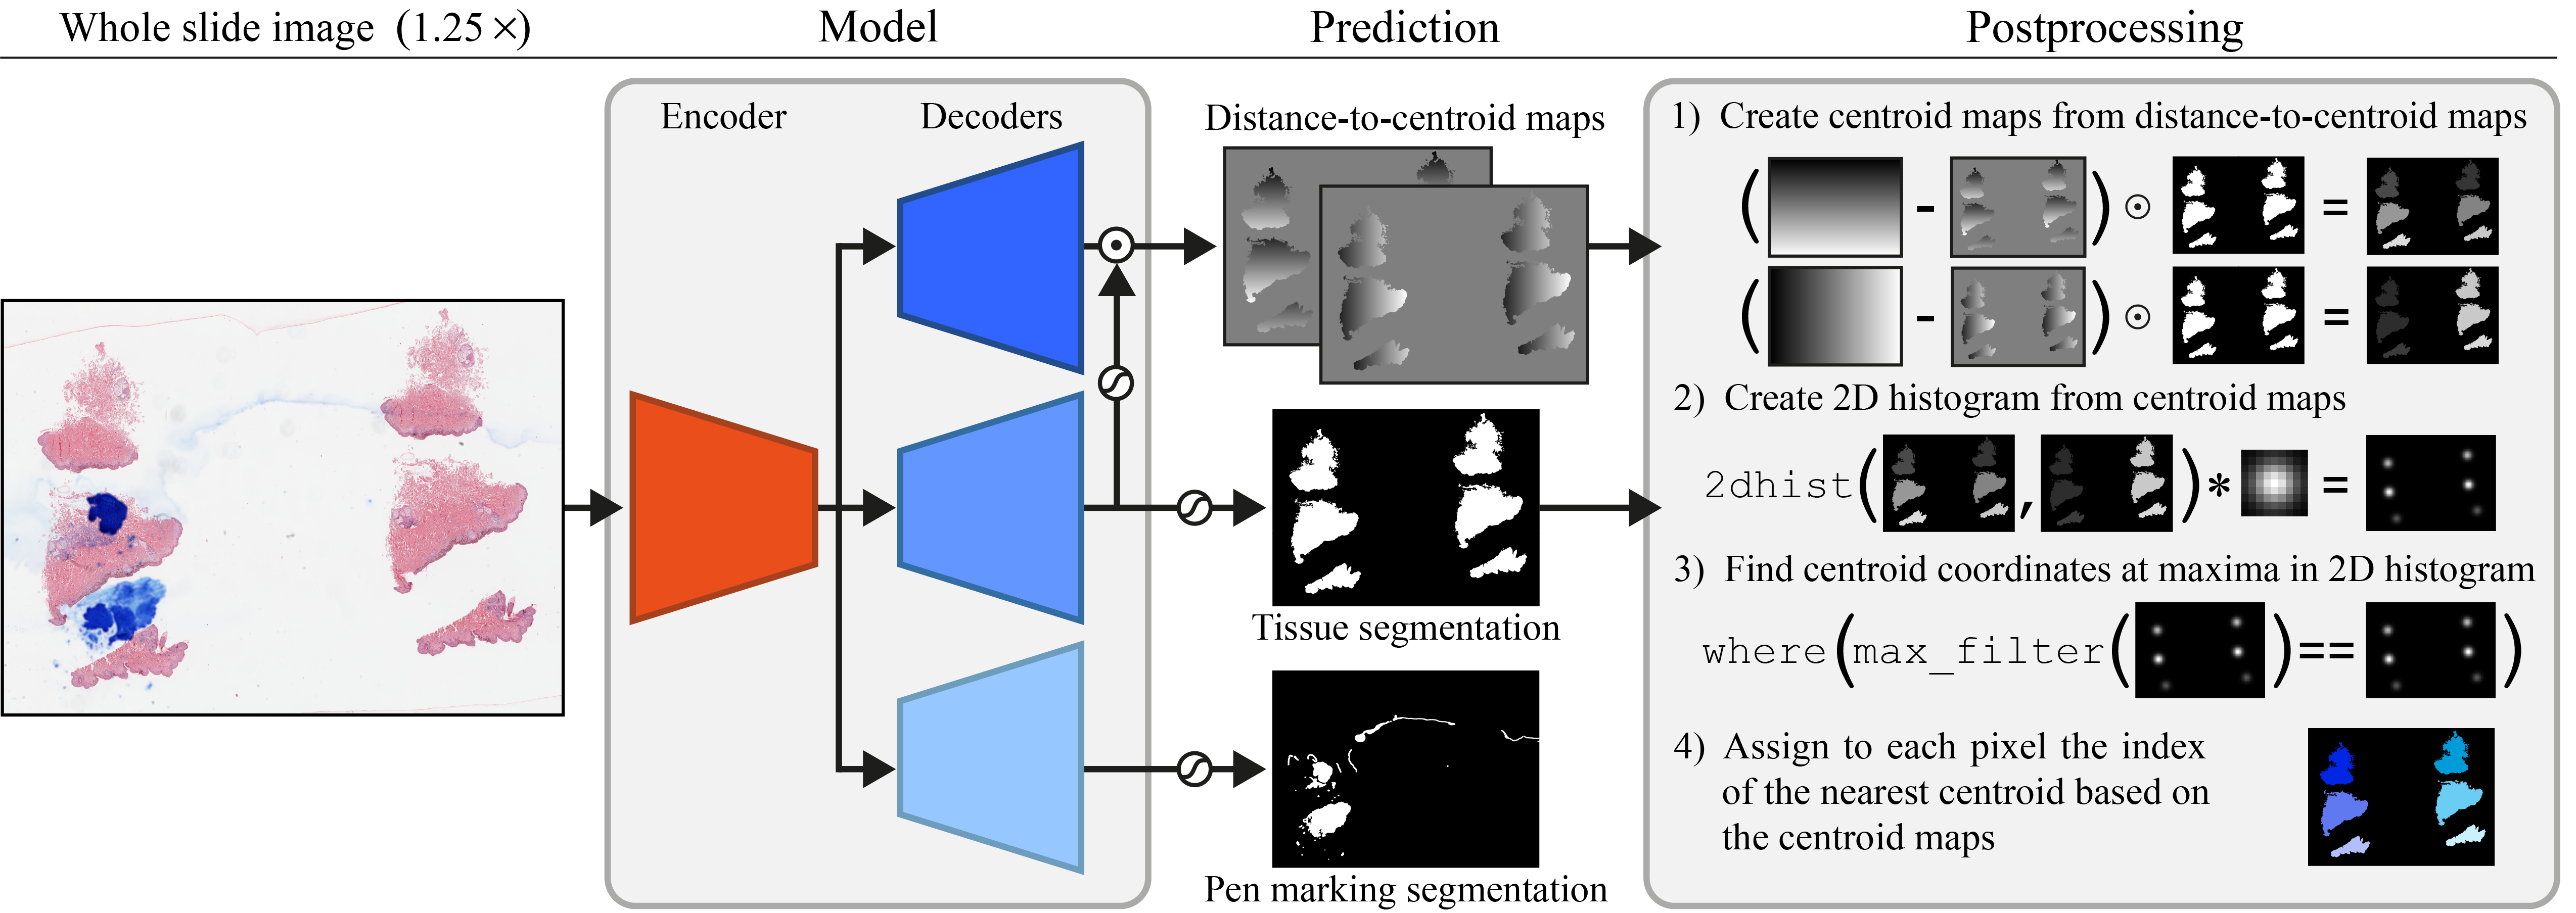 Whole slide image (1.25 ×)
Model
Prediction
Postprocessing
Encoder
Decoders
Distance-to-centroid maps
Tissue segmentation
Pen marking segmentation
1) Create centroid maps from distance-to-centroid maps
( - ) ⊙ =
( - ) ⊙ =
2) Create 2D histogram from centroid maps
2dhist( , ) * =
3) Find centroid coordinates at maxima in 2D histogram
where(max_filter( )== )
4) Assign to each pixel the index
of the nearest centroid based on
the centroid maps